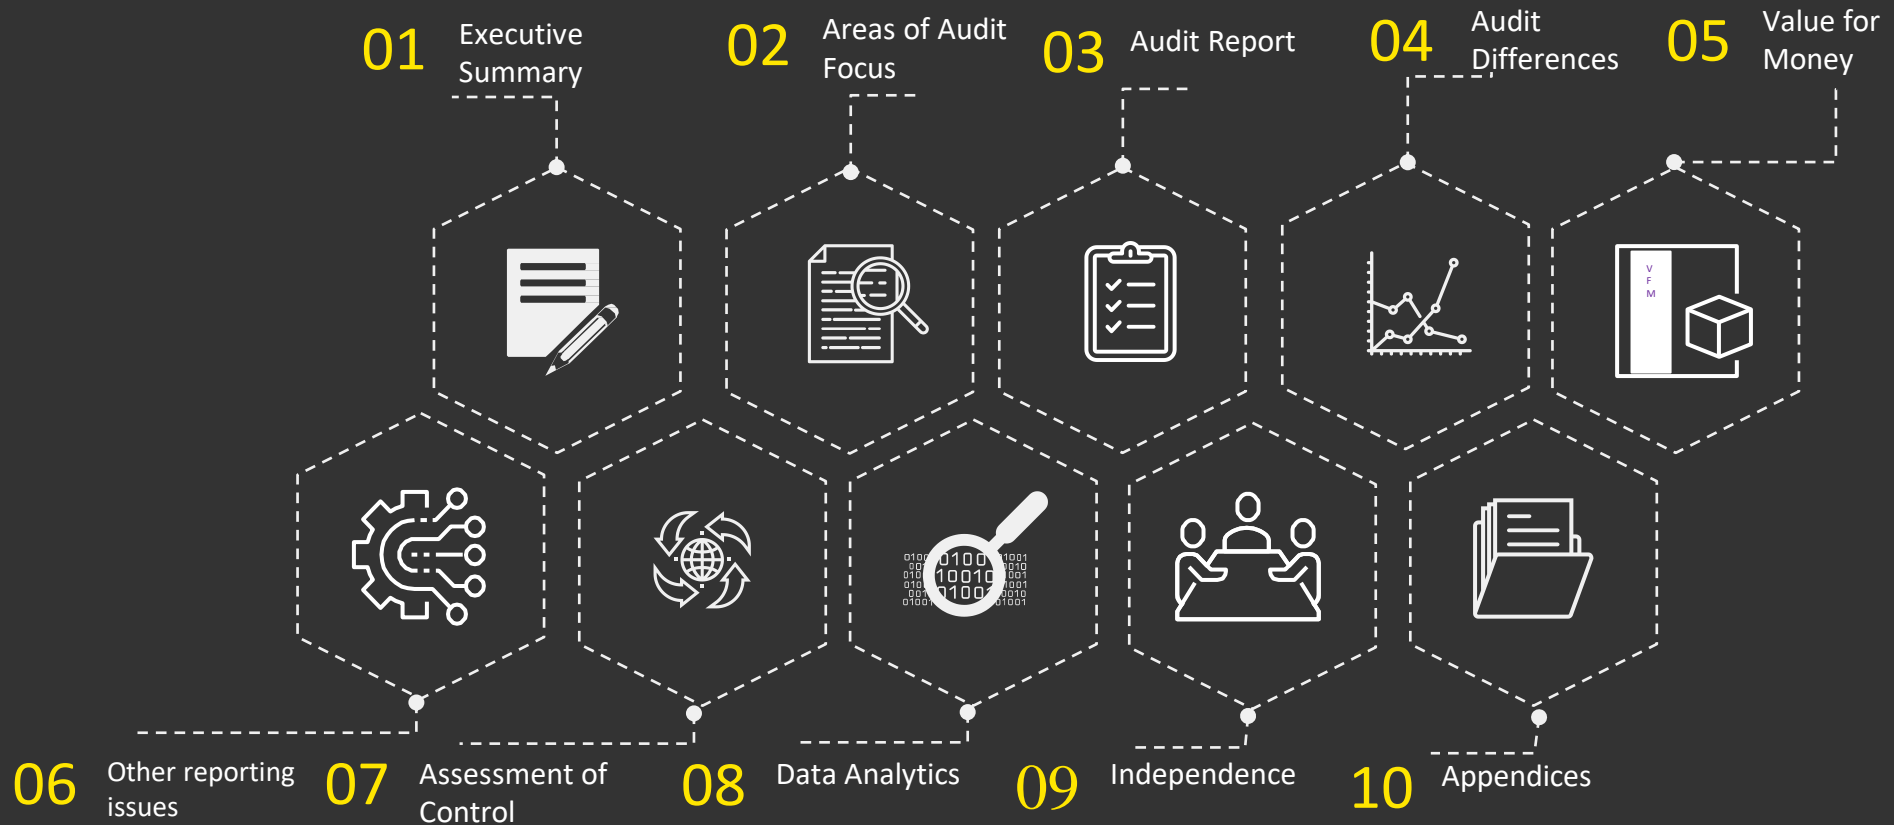 01 Executive
Summary
02 Areas of Audit
Focus
03 Audit Report
04 Audit
Differences
05 Value for
Money
V
F
M
06 Other reporting
issues
07 Assessment of
Control
08 Data Analytics
09 Independence
10 Appendices